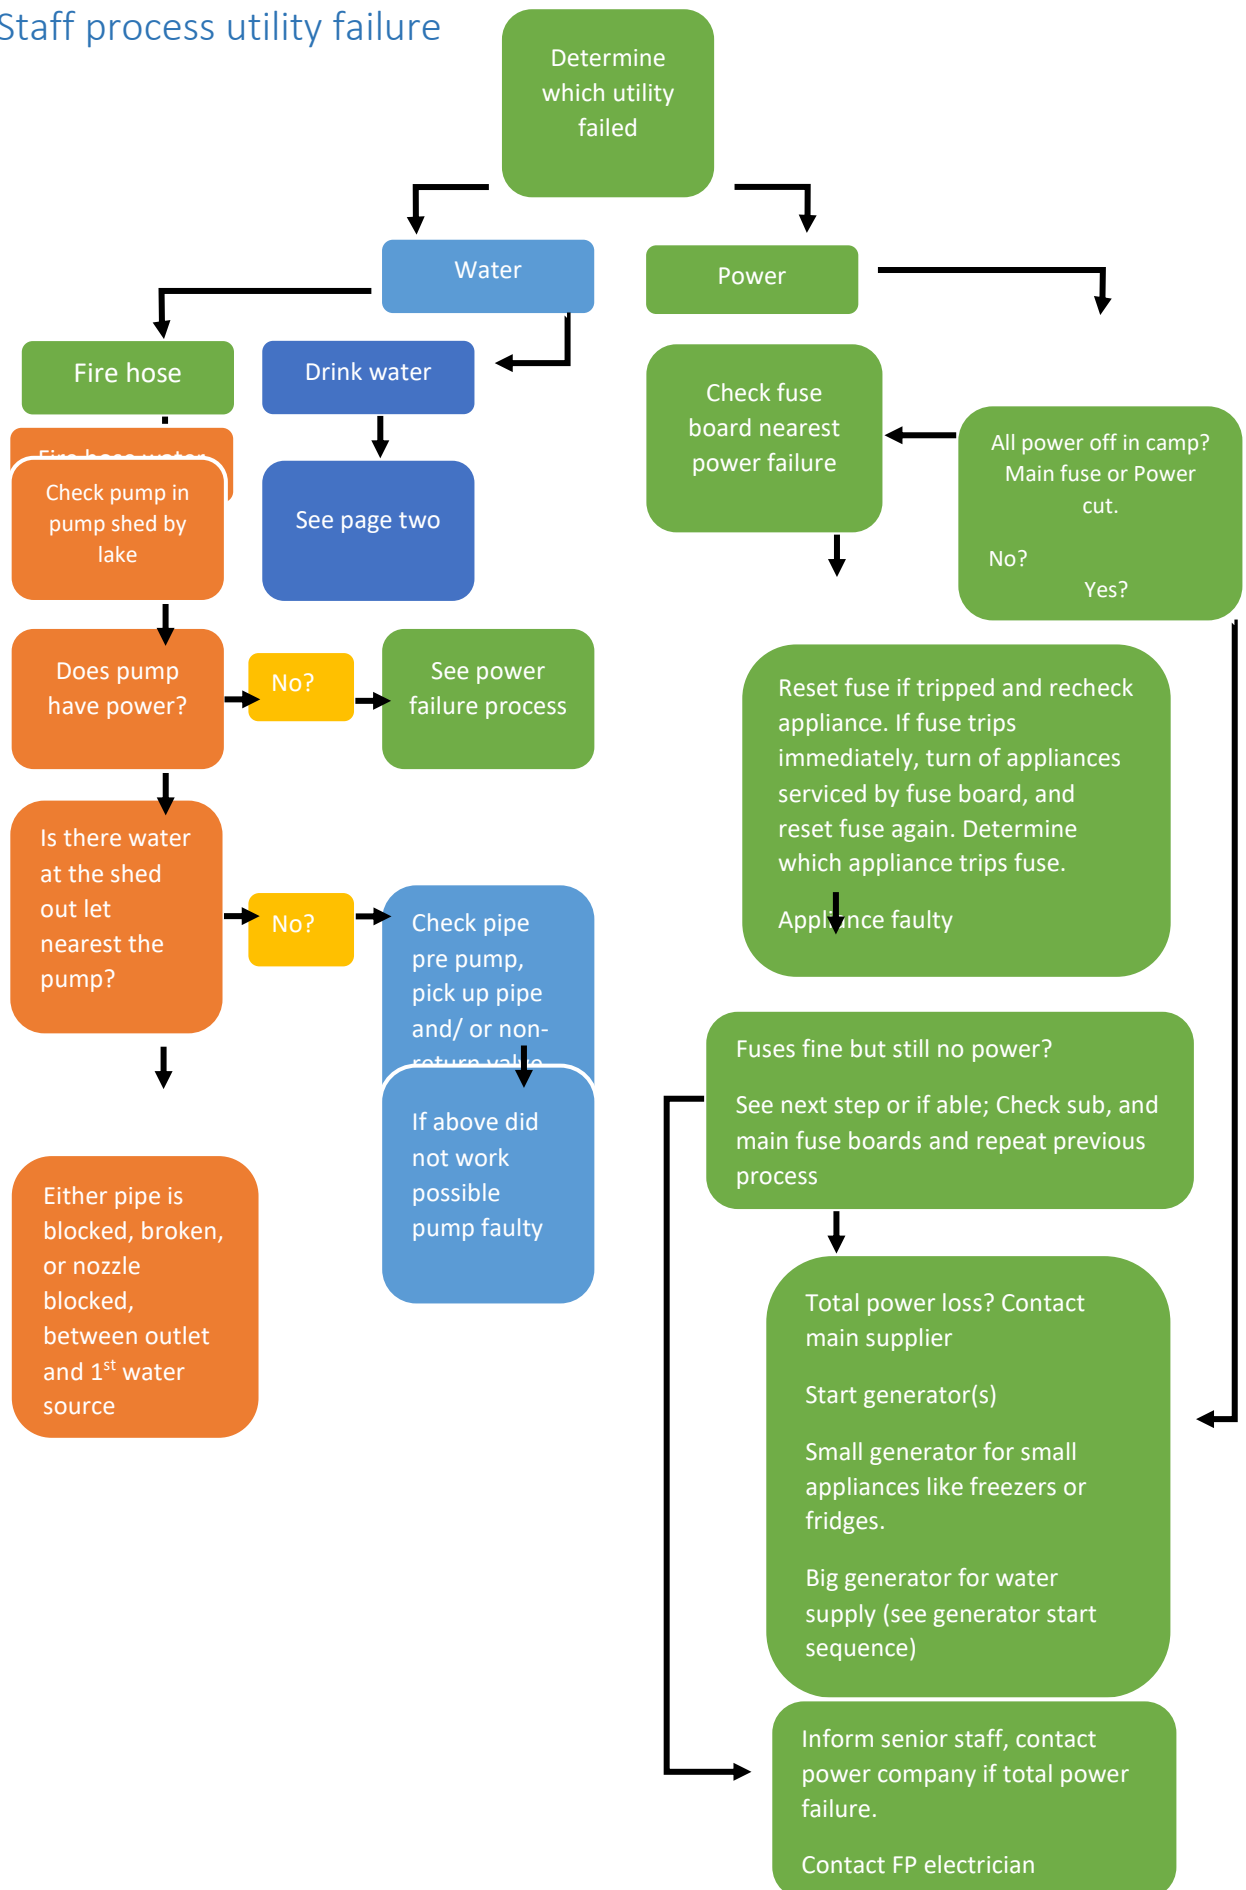 Staff process utility failure
Determine
which utility
failed
Water
Power
Fire hose
Drink water
Check fuse
board nearest
power failure
All power off in camp?
Main fuse or Power
cut.
No?
Yes?
Fire hose water
Check pump in
pump shed by
lake
See page two
Does pump
have power?
No?
See power
failure process
Reset fuse if tripped and recheck
appliance. If fuse trips
immediately, turn of appliances
serviced by fuse board, and
reset fuse again. Determine
which appliance trips fuse.
Appliance faulty
Is there water
at the shed
out let
nearest the
pump?
No?
Check pipe
pre pump,
pick up pipe
and/ or non-
return valve
If above did
not work
possible
pump faulty
Fuses fine but still no power?
See next step or if able; Check sub, and
main fuse boards and repeat previous
process
Either pipe is
blocked, broken,
or nozzle
blocked,
between outlet
and 1st water
source
Total power loss? Contact
main supplier
Start generator(s)
Small generator for small
appliances like freezers or
fridges.
Big generator for water
supply (see generator start
sequence)
Inform senior staff, contact
power company if total power
failure.
Contact FP electrician